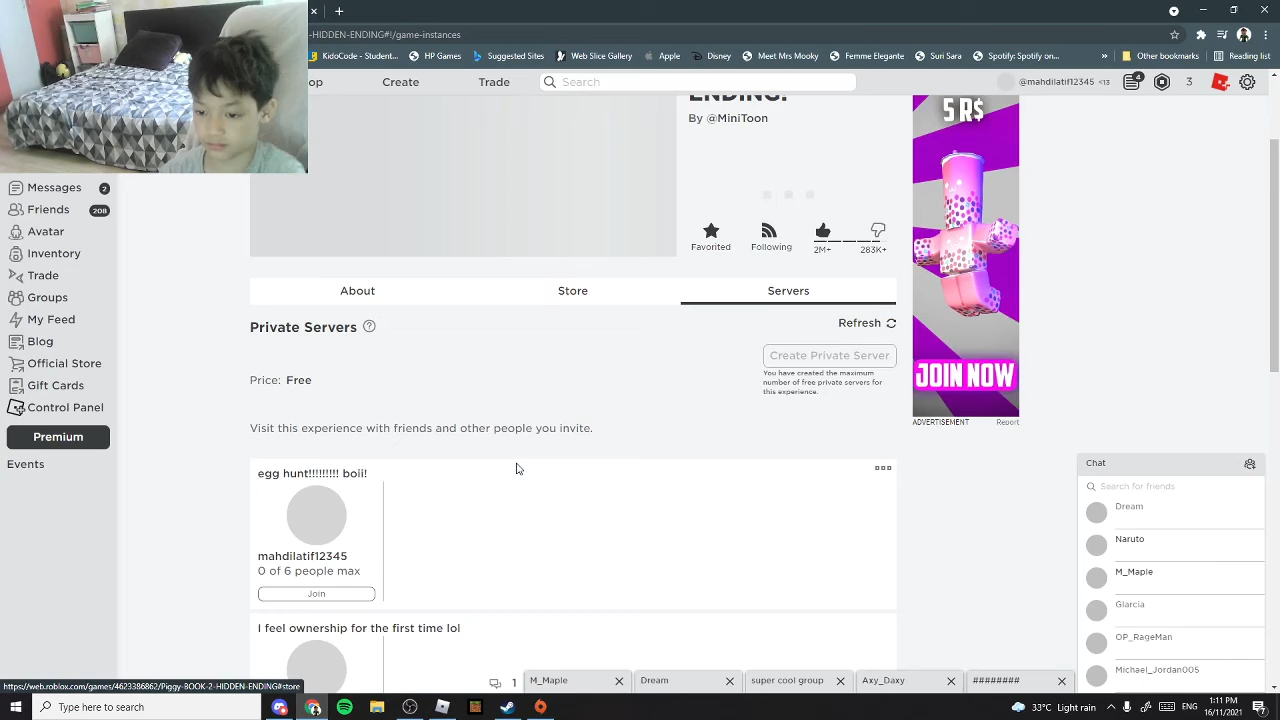 -HIDDEN-ENDING#!/game-instances
KidoCode - Student...
Suggested Sites
Web Slice Gallery
Apple
Disney
Meet Mrs Mooky
Cool Games
Suri Sara
Spotify on...
»
Other bookmarks
Reading list
op
Create
Trade
Search
@mahdilatif12345 <13
4
3
ENDING!
By @MiniToon
5 R$
Messages
2
Friends
208
Avatar
Inventory
Trade
Groups
My Feed
Blog
Official Store
Gift Cards
Control Panel
Premium
Events
Favorited
Following
2M+
283K+
About
Store
Servers
Private Servers
Refresh
Create Private Server
You have created the maximum
number of free private servers for
this experience.
Price: Free
Visit this experience with friends and other people you invite.
egg hunt!!!!!!!!! boii!
mahdilatif12345
0 of 6 people max
Join
I feel ownership for the first time lol
JOIN NOW
ADVERTISEMENT
Report
Chat
Search for friends
Dream
Naruto
M_Maple
Glarcia
OP_RageMan
Michael_Jordan005
1
M_Maple
Dream
super cool group
Axy_Daxy
########
https://web.roblox.com/games/4623386862/Piggy-BOOK-2-HIDDEN-ENDING#store
Type here to search
33°C Light rain
1:11 PM
16/11/2021